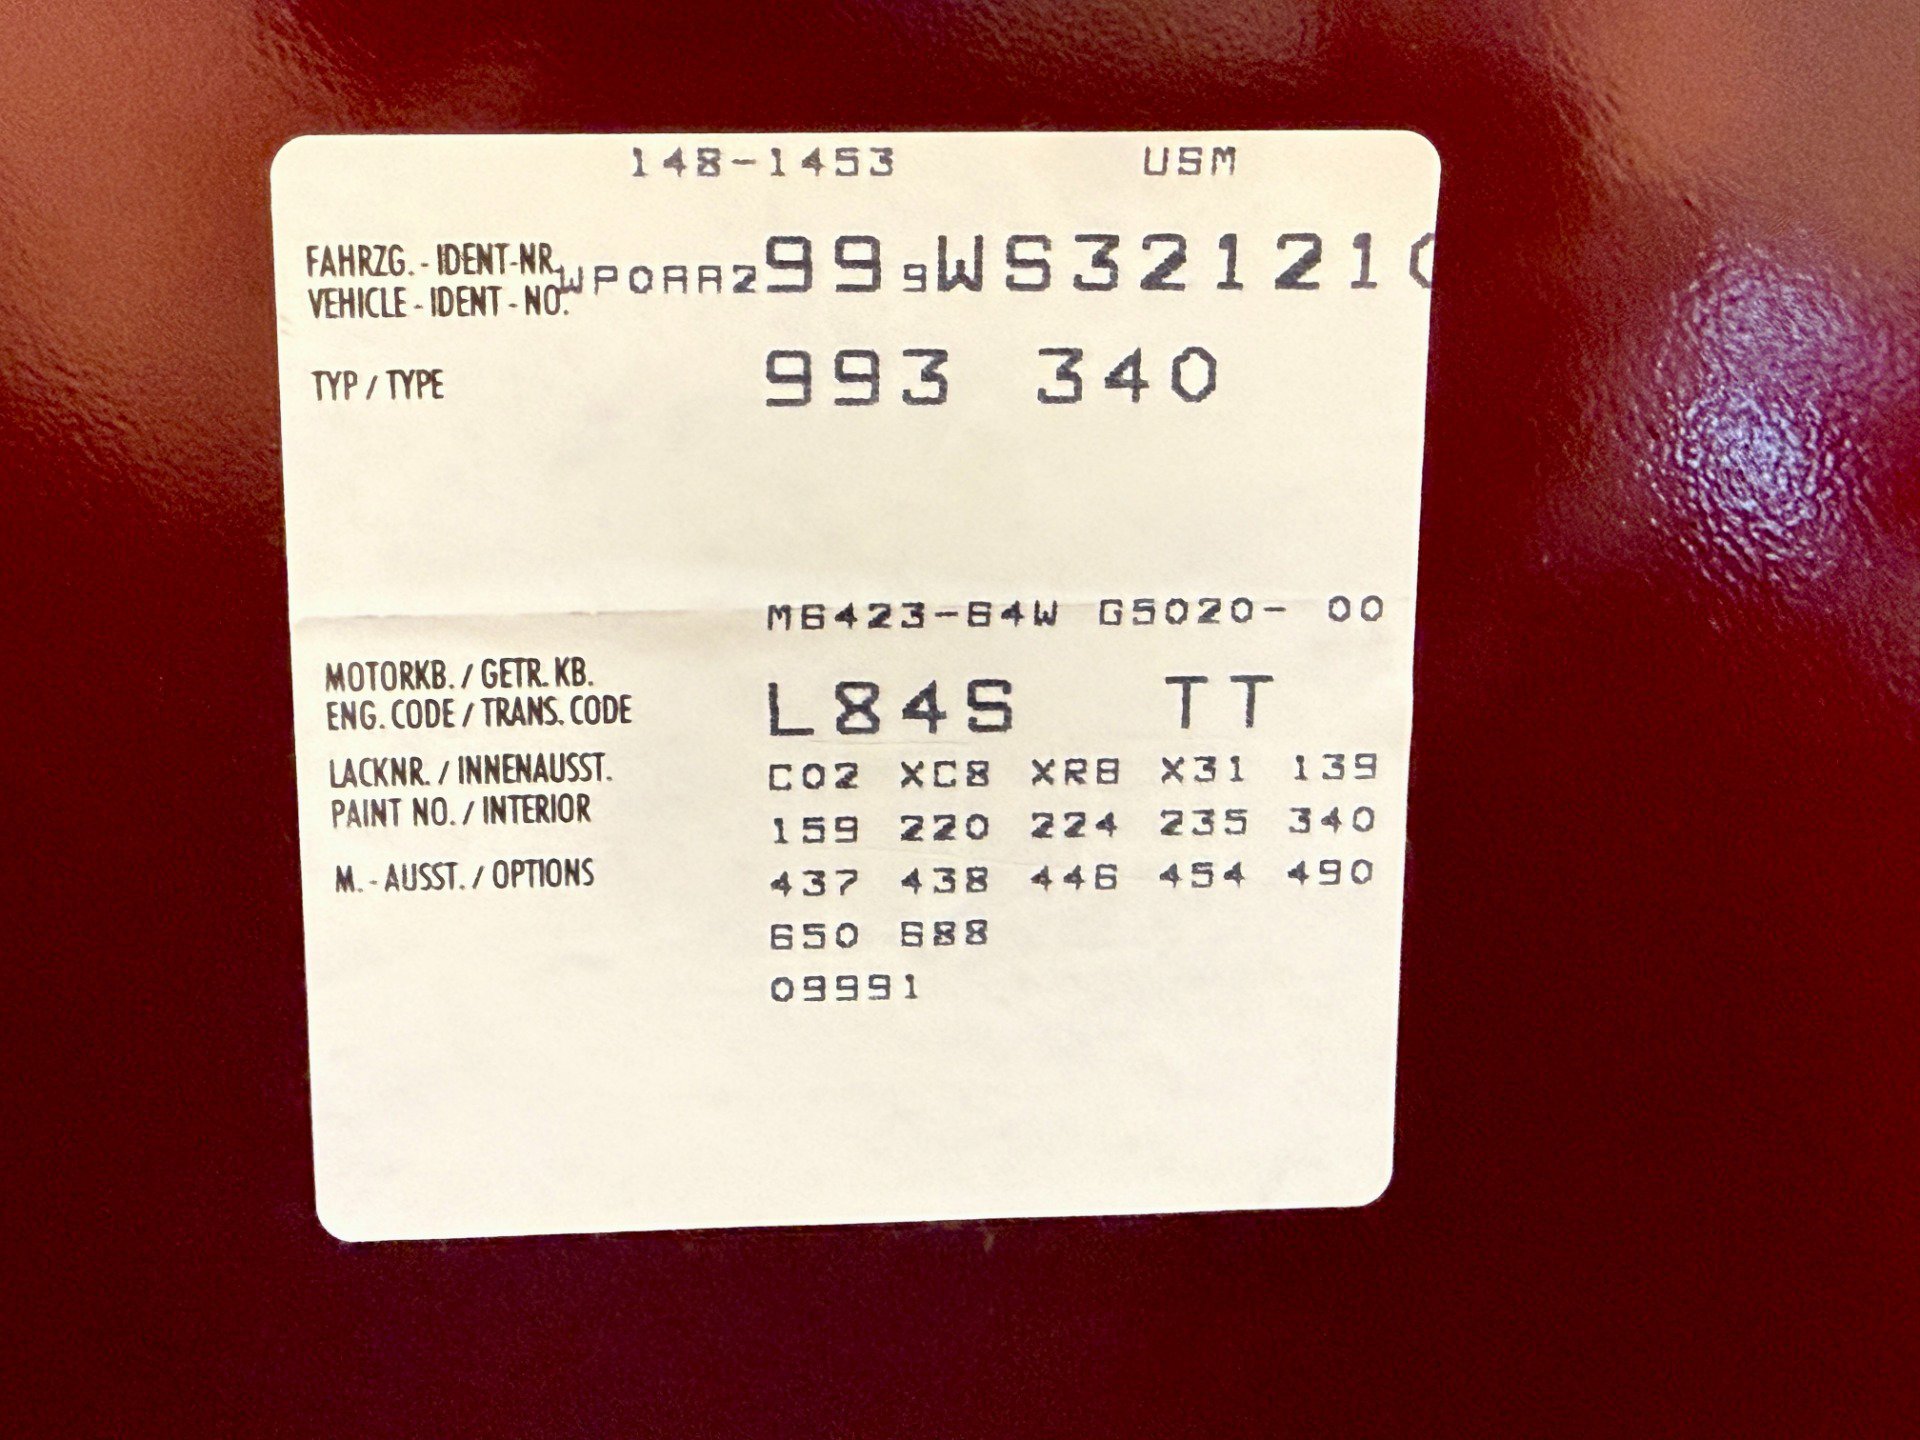 148-1453 USM
FAHRZG.-IDENT-NR.
VEHICLE-IDENT-NO. WP0AA2999WS321210
TYP/TYPE 993 340
M6423-64W G5020- 00
MOTORKB./GETR.KB.
ENG.CODE/TRANS.CODE L84S TT
LACKNR./INNENAUSST. C02 XC8 XR8 X31 139
PAINT NO./INTERIOR 159 220 224 235 340
M.-AUSST./OPTIONS 437 438 446 454 490
650 688
09991